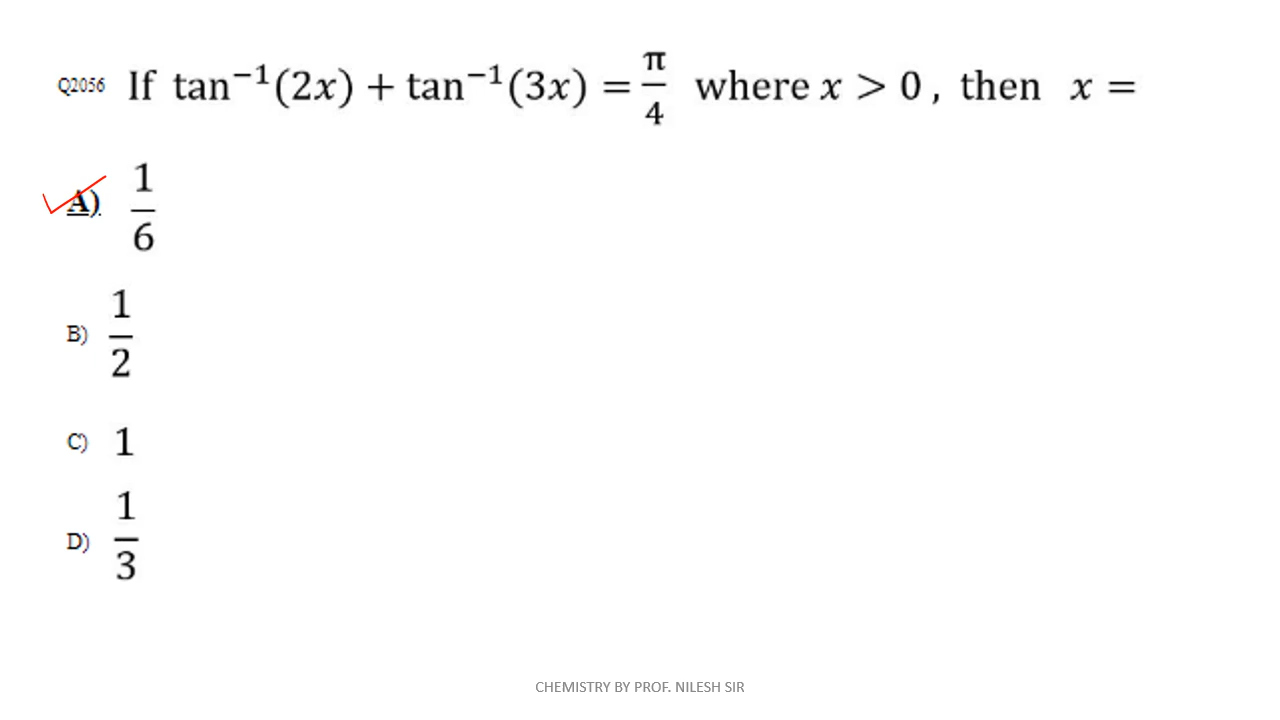 Q2056 If tan⁻¹(2x) + tan⁻¹(3x) = π/4 where x > 0 , then x =
A) 1/6
B) 1/2
C) 1
D) 1/3
CHEMISTRY BY PROF. NILESH SIR